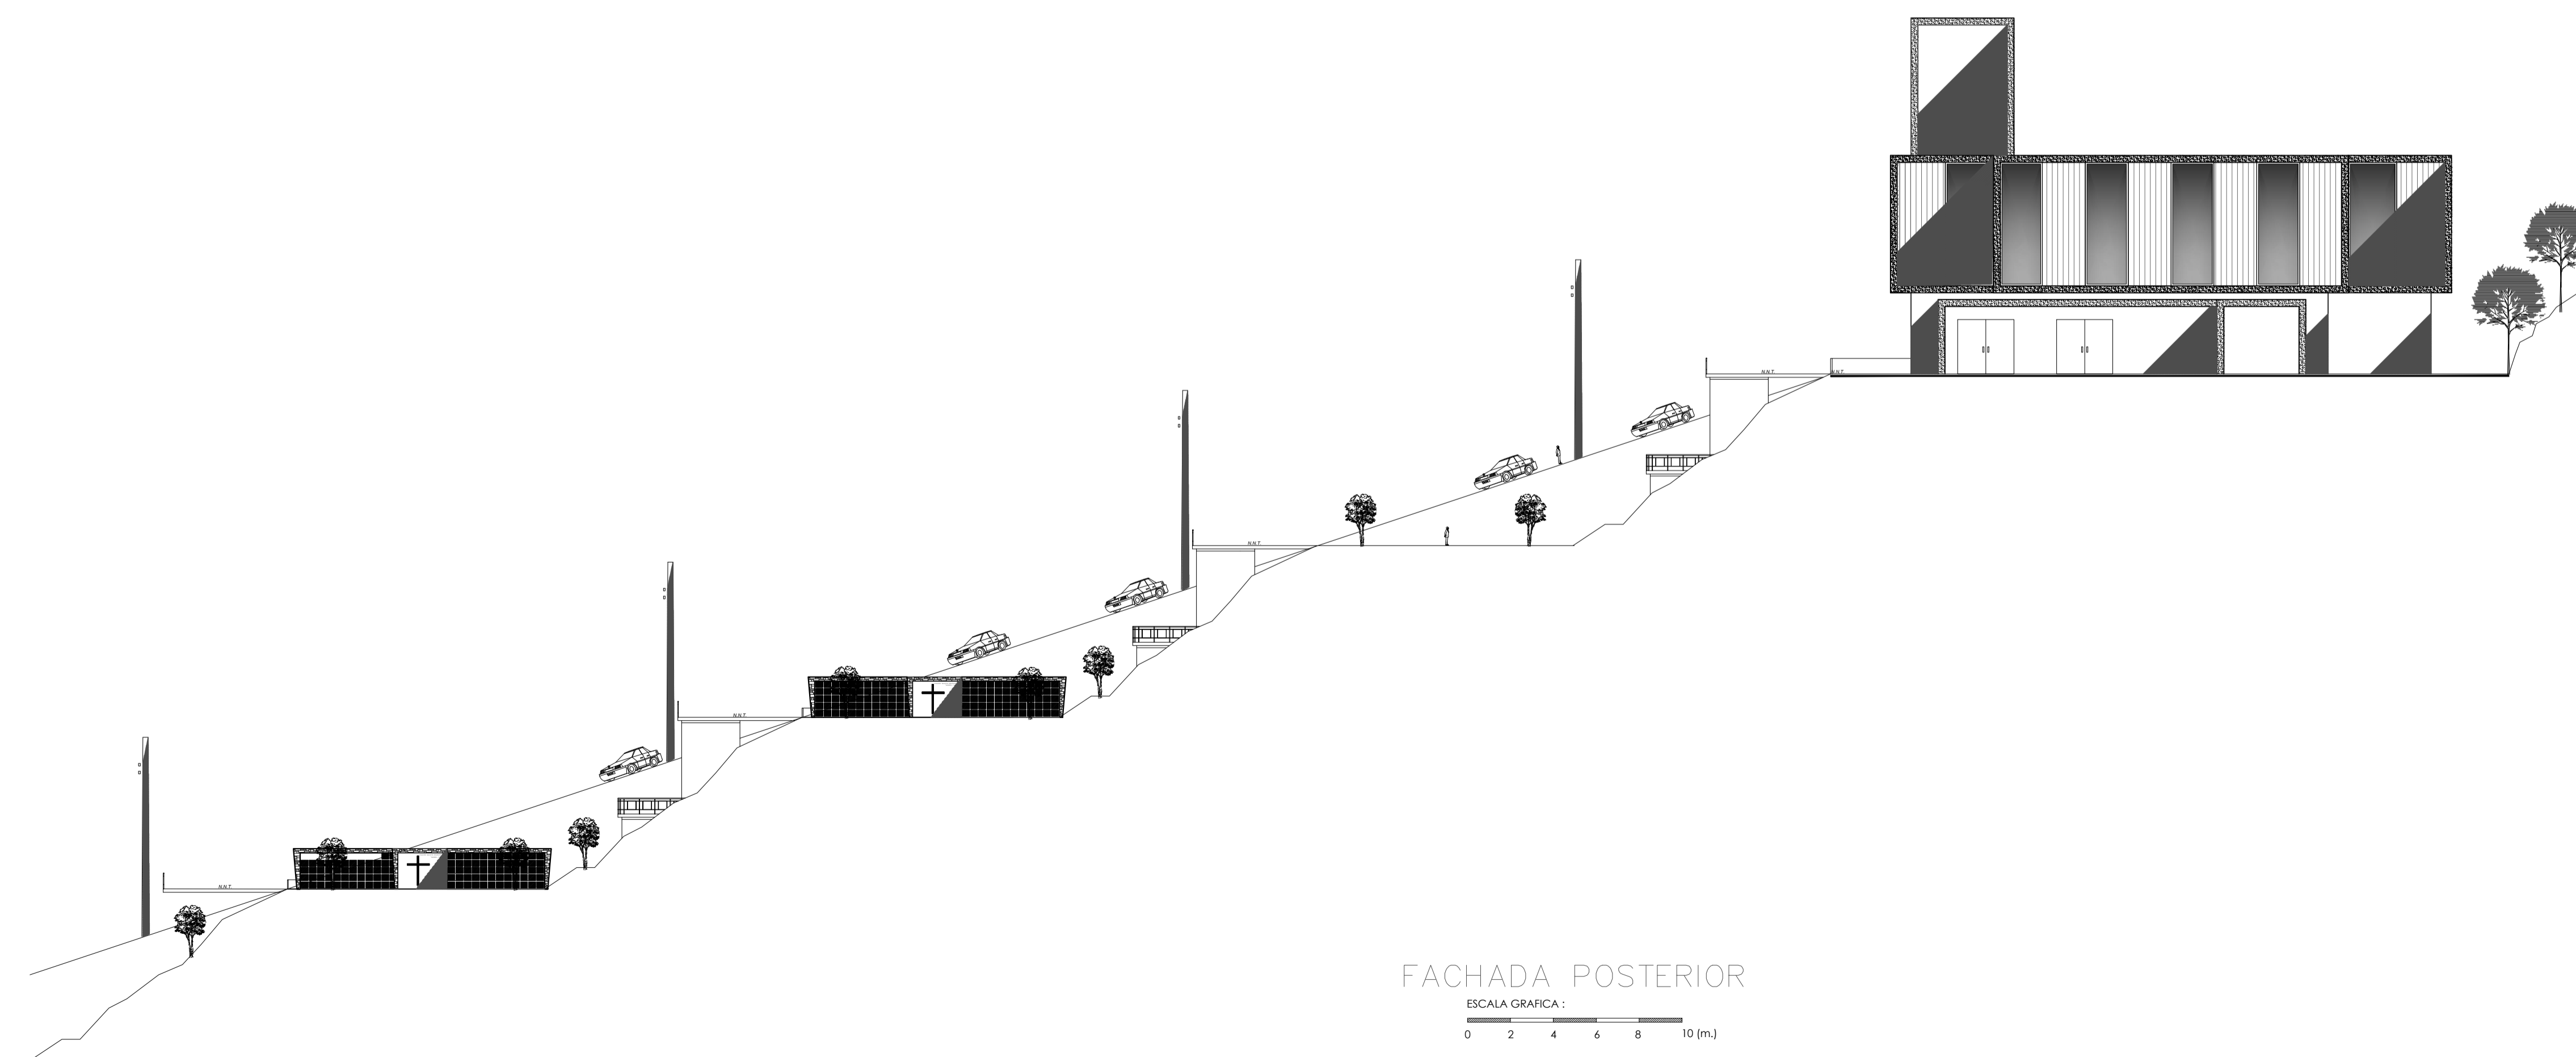 N.N.T.
N.N.T.
N.N.T.
N.N.T.
N.N.T.
FACHADA POSTERIOR
ESCALA GRAFICA :
0 2 4 6 8 10 (m.)